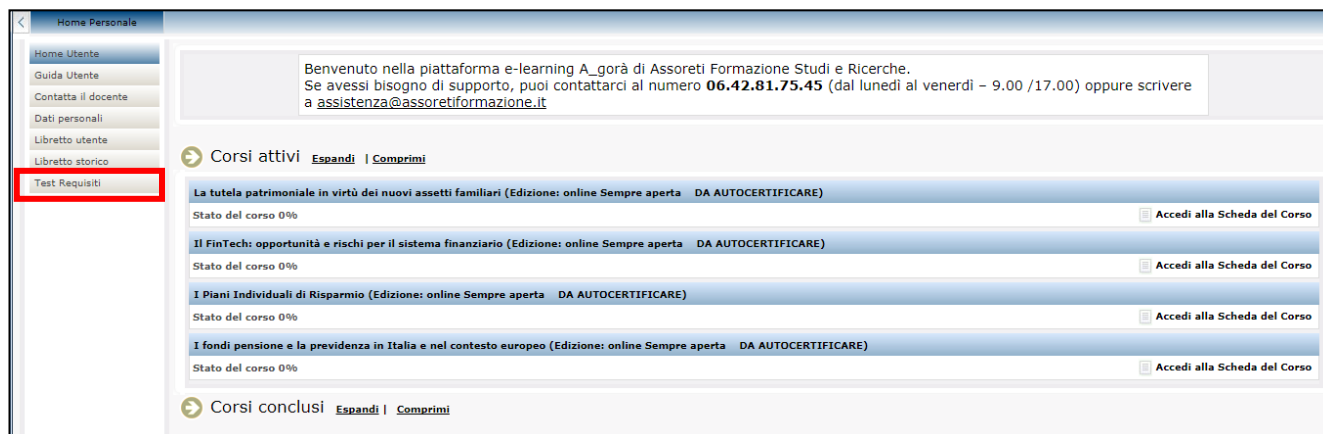 Home Personale
Home Utente
Guida Utente
Contatta il docente
Dati personali
Libretto utente
Libretto storico
Test Requisiti
Benvenuto nella piattaforma e-learning A_gorà di Assoreti Formazione Studi e Ricerche.
Se avessi bisogno di supporto, puoi contattarci al numero 06.42.81.75.45 (dal lunedì al venerdì – 9.00 /17.00) oppure scrivere
a assistenza@assoretiformazione.it
Corsi attivi Espandi | Comprimi
La tutela patrimoniale in virtù dei nuovi assetti familiari (Edizione: online Sempre aperta DA AUTOCERTIFICARE)
Stato del corso 0% Accedi alla Scheda del Corso
Il FinTech: opportunità e rischi per il sistema finanziario (Edizione: online Sempre aperta DA AUTOCERTIFICARE)
Stato del corso 0% Accedi alla Scheda del Corso
I Piani Individuali di Risparmio (Edizione: online Sempre aperta DA AUTOCERTIFICARE)
Stato del corso 0% Accedi alla Scheda del Corso
I fondi pensione e la previdenza in Italia e nel contesto europeo (Edizione: online Sempre aperta DA AUTOCERTIFICARE)
Stato del corso 0% Accedi alla Scheda del Corso
Corsi conclusi Espandi | Comprimi